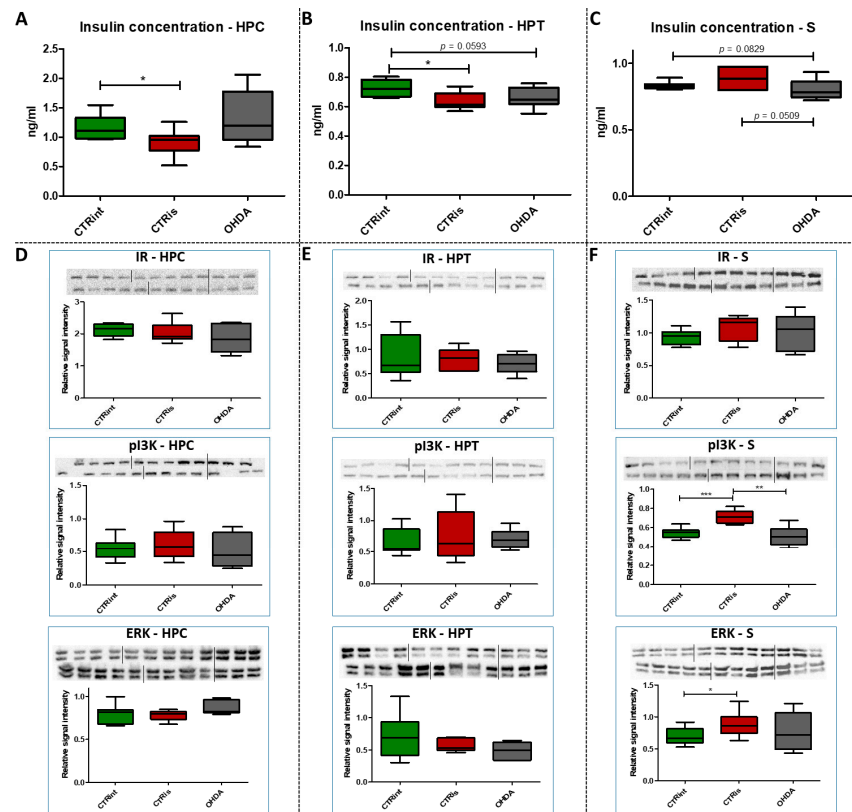 A
Insulin concentration - HPC
ng/ml
2.5
2.0
1.5
1.0
0.5
0.0
*
CTRint
CTRis
OHDA
B
Insulin concentration - HPT
ng/ml
1.0
0.8
0.6
0.4
0.2
0.0
p = 0.0593
*
CTRint
CTRis
OHDA
C
Insulin concentration - S
ng/ml
1.0
0.5
0.0
p = 0.0829
p = 0.0509
CTRint
CTRis
OHDA
D
IR - HPC
Relative signal intensity
3
2
1
0
CTRint
CTRis
OHDA
pI3K - HPC
Relative signal intensity
1.5
1.0
0.5
0.0
CTRint
CTRis
OHDA
ERK - HPC
Relative signal intensity
1.0
0.5
0.0
CTRint
CTRis
OHDA
E
IR - HPT
Relative signal intensity
2.0
1.5
1.0
0.5
0.0
CTRint
CTRis
OHDA
pI3K - HPT
Relative signal intensity
1.5
1.0
0.5
0.0
CTRint
CTRis
OHDA
ERK - HPT
Relative signal intensity
1.5
1.0
0.5
0.0
CTRint
CTRis
OHDA
F
IR - S
Relative signal intensity
1.5
1.0
0.5
0.0
CTRint
CTRis
OHDA
pI3K - S
Relative signal intensity
1.0
0.8
0.6
0.4
0.2
0.0
***
**
CTRint
CTRis
OHDA
ERK - S
Relative signal intensity
1.5
1.0
0.5
0.0
*
CTRint
CTRis
OHDA